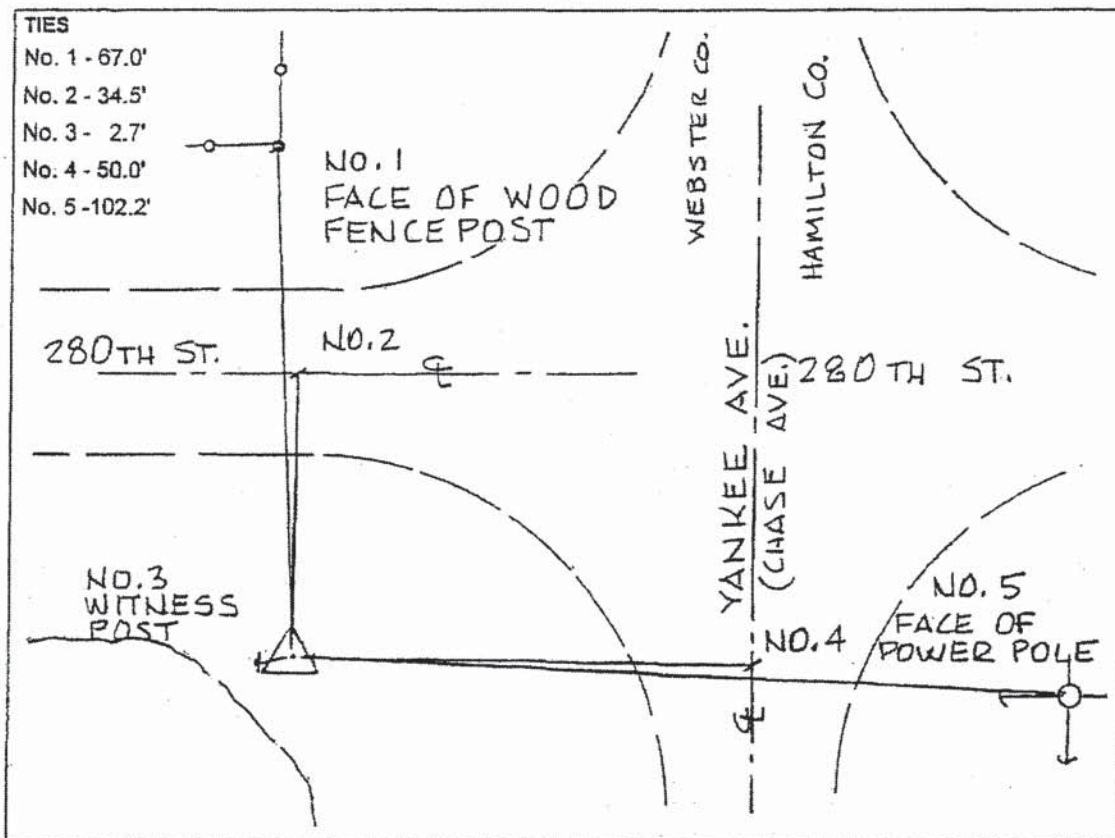 TIES
No. 1 - 67.0'
No. 2 - 34.5'
No. 3 - 2.7'
No. 4 - 50.0'
No. 5 -102.2'
NO. 1
FACE OF WOOD
FENCE POST
WEBSTER CO.
HAMILTON CO.
280TH ST.
NO. 2
℄
YANKEE AVE.
(CHASE AVE.)
280TH ST.
NO. 3
WITNESS
POST
NO. 4
℄
NO. 5
FACE OF
POWER POLE